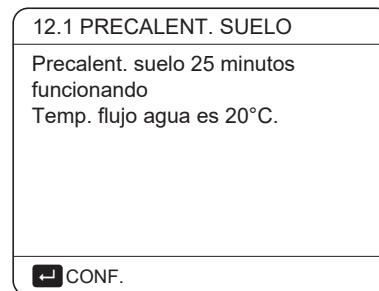 12.1 PRECALENT. SUELO
Precalent. suelo 25 minutos
funcionando
Temp. flujo agua es 20°C.
CONF.